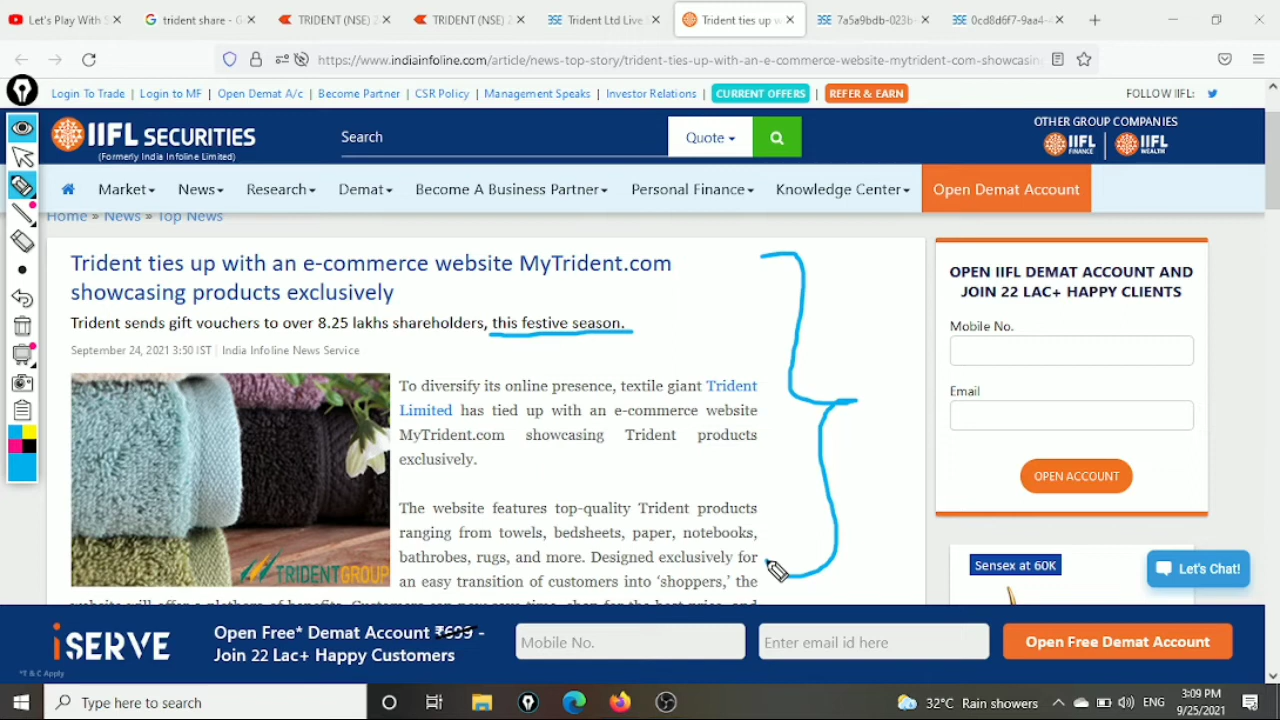 Let's Play With S
trident share - G
TRIDENT (NSE) 2
TRIDENT (NSE) 2
Trident Ltd Live
Trident ties up w
7a5a9bdb-023b-
0cd8d6f7-9aa4-4
https://www.indiainfoline.com/article/news-top-story/trident-ties-up-with-an-e-commerce-website-mytrident-com-showcasing
Login To Trade | Login to MF | Open Demat A/c | Become Partner | CSR Policy | Management Speaks | Investor Relations | CURRENT OFFERS | REFER & EARN
FOLLOW IIFL:
IIFL SECURITIES
(Formerly India Infoline Limited)
Search
Quote
OTHER GROUP COMPANIES
IIFL FINANCE
IIFL WEALTH
Market News Research Demat Become A Business Partner Personal Finance Knowledge Center Open Demat Account
Home » News » Top News
Trident ties up with an e-commerce website MyTrident.com
showcasing products exclusively
Trident sends gift vouchers to over 8.25 lakhs shareholders, this festive season.
September 24, 2021 3:50 IST | India Infoline News Service
To diversify its online presence, textile giant Trident
Limited has tied up with an e-commerce website
MyTrident.com showcasing Trident products
exclusively.
The website features top-quality Trident products
ranging from towels, bedsheets, paper, notebooks,
bathrobes, rugs, and more. Designed exclusively for
an easy transition of customers into ‘shoppers,’ the
TRIDENTGROUP
OPEN IIFL DEMAT ACCOUNT AND
JOIN 22 LAC+ HAPPY CLIENTS
Mobile No.
Email
OPEN ACCOUNT
Sensex at 60K
Let's Chat!
iSERVE
*T & C Apply
Open Free* Demat Account ₹699 -
Join 22 Lac+ Happy Customers
Mobile No.
Enter email id here
Open Free Demat Account
Type here to search
32°C Rain showers
ENG
3:09 PM
9/25/2021